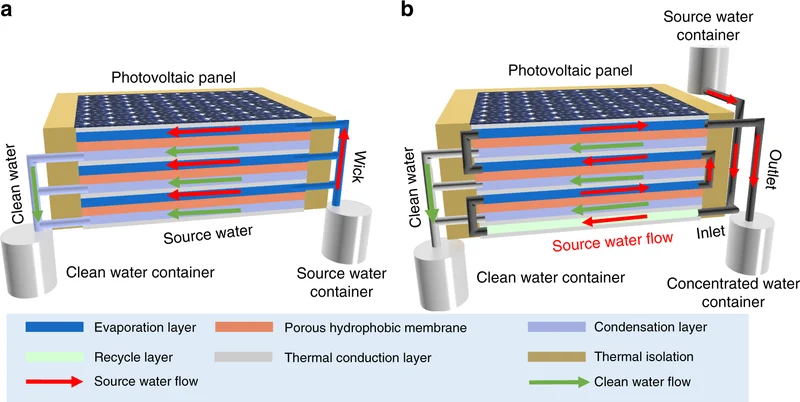 a
Photovoltaic panel
Clean water
Wick
Source water
Clean water container
Source water
container
b
Source water
container
Photovoltaic panel
Clean water
Outlet
Inlet
Source water flow
Clean water container
Concentrated water
container
Evaporation layer
Porous hydrophobic membrane
Condensation layer
Recycle layer
Thermal conduction layer
Thermal isolation
Source water flow
Clean water flow